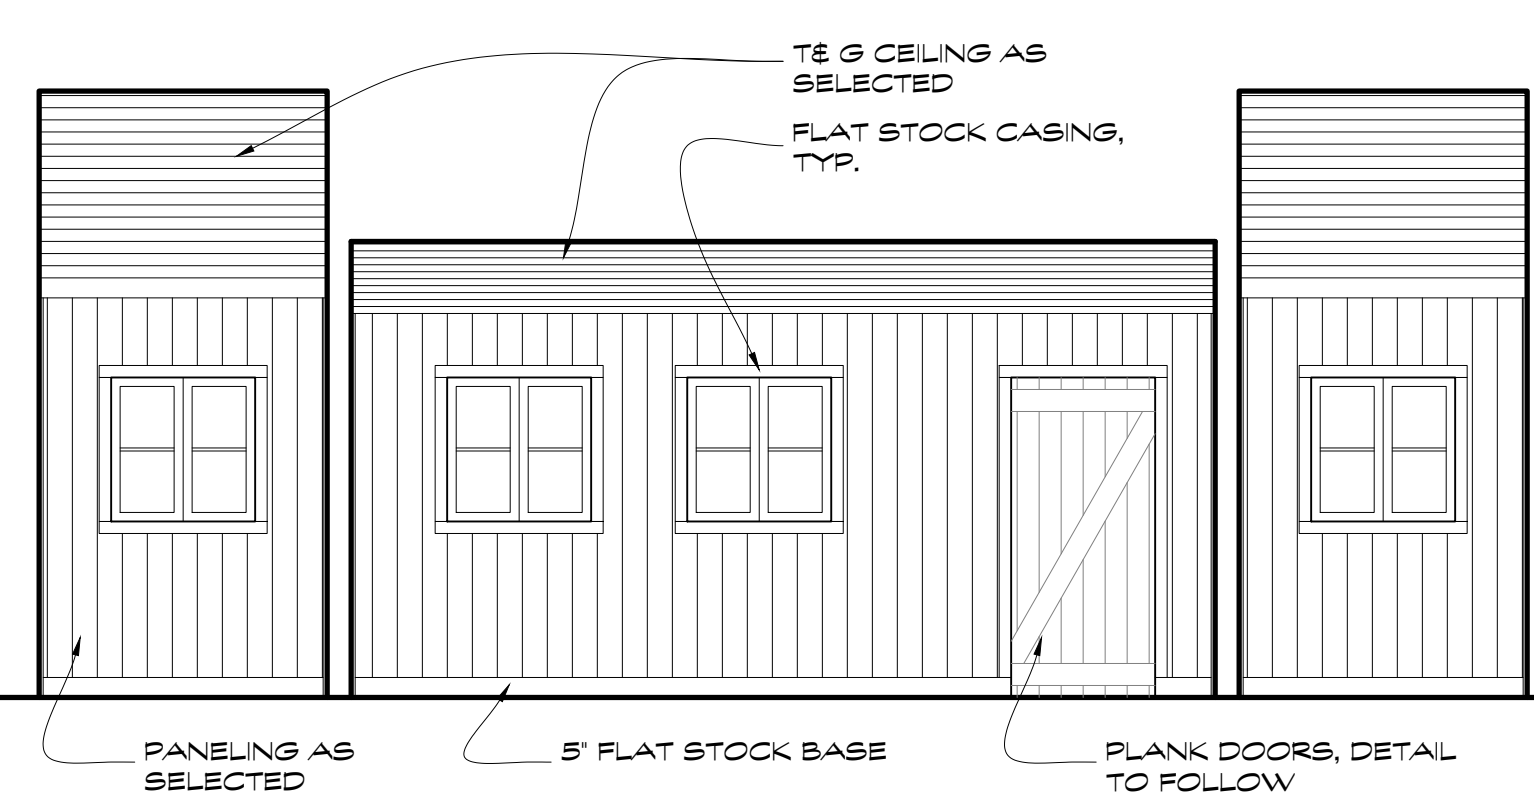 T& G CEILING AS
SELECTED
FLAT STOCK CASING,
TYP.
PANELING AS
SELECTED
5" FLAT STOCK BASE
PLANK DOORS, DETAIL
TO FOLLOW